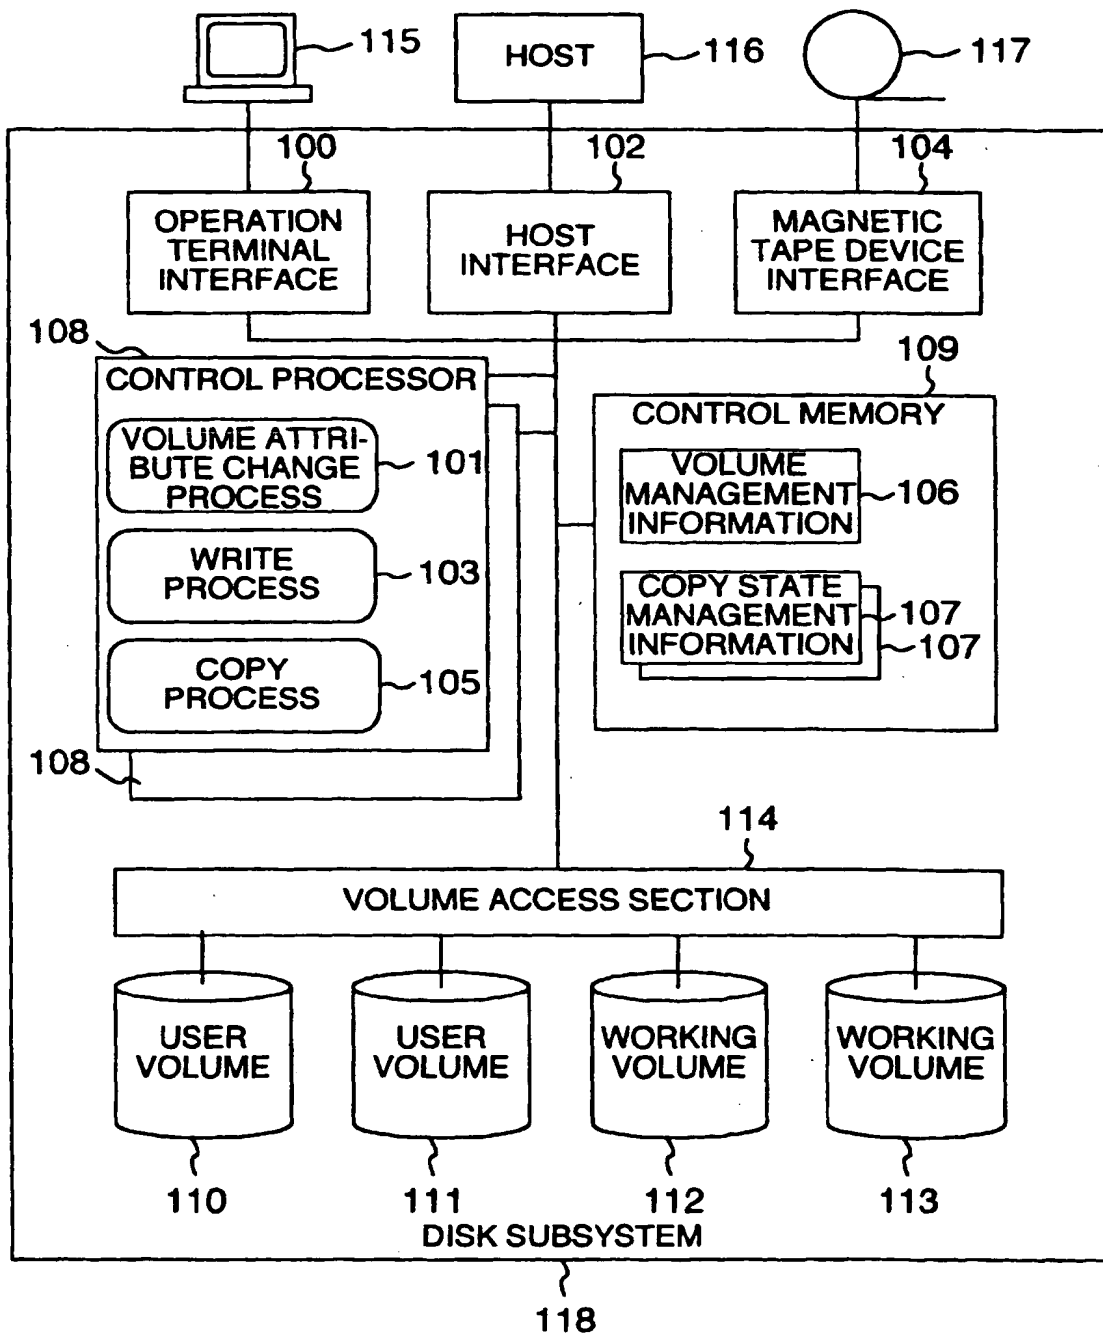 115
HOST
116
117
100
102
104
OPERATION
TERMINAL
INTERFACE
HOST
INTERFACE
MAGNETIC
TAPE DEVICE
INTERFACE
108
CONTROL PROCESSOR
VOLUME ATTRI-
BUTE CHANGE
PROCESS
101
WRITE
PROCESS
103
COPY
PROCESS
105
108
109
CONTROL MEMORY
VOLUME
MANAGEMENT
INFORMATION
106
COPY STATE
MANAGEMENT
INFORMATION
107
107
114
VOLUME ACCESS SECTION
USER
VOLUME
USER
VOLUME
WORKING
VOLUME
WORKING
VOLUME
110
111
112
113
DISK SUBSYSTEM
118